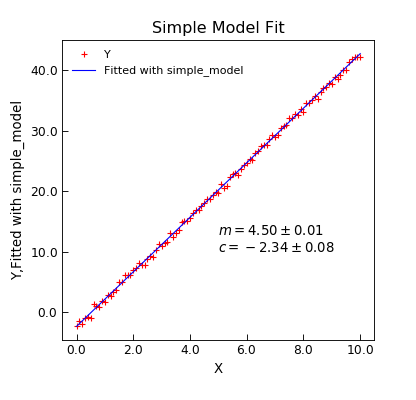 Simple Model Fit
Y
Fitted with simple_model
40.0
30.0
20.0
10.0
0.0
Y,Fitted with simple_model
m = 4.50 ± 0.01
c = −2.34 ± 0.08
0.0 2.0 4.0 6.0 8.0 10.0
X